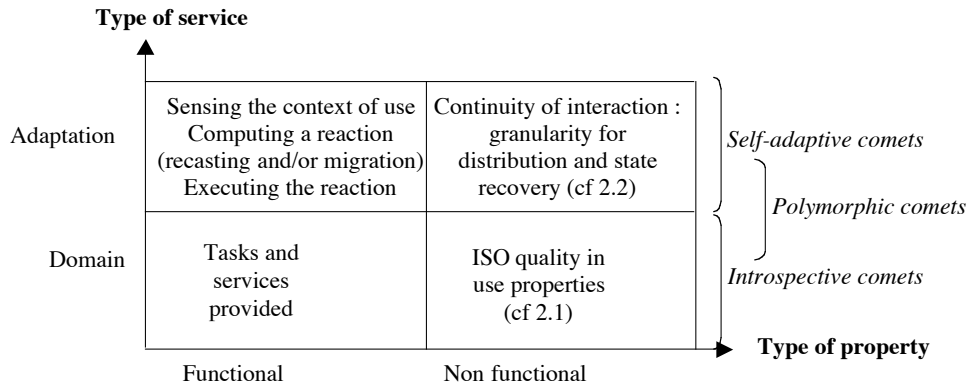 Type of service
Adaptation
Sensing the context of use
Computing a reaction
(recasting and/or migration)
Executing the reaction
Continuity of interaction :
granularity for
distribution and state
recovery (cf 2.2)
Self-adaptive comets
Polymorphic comets
Domain
Tasks and
services
provided
ISO quality in
use properties
(cf 2.1)
Introspective comets
Type of property
Functional
Non functional